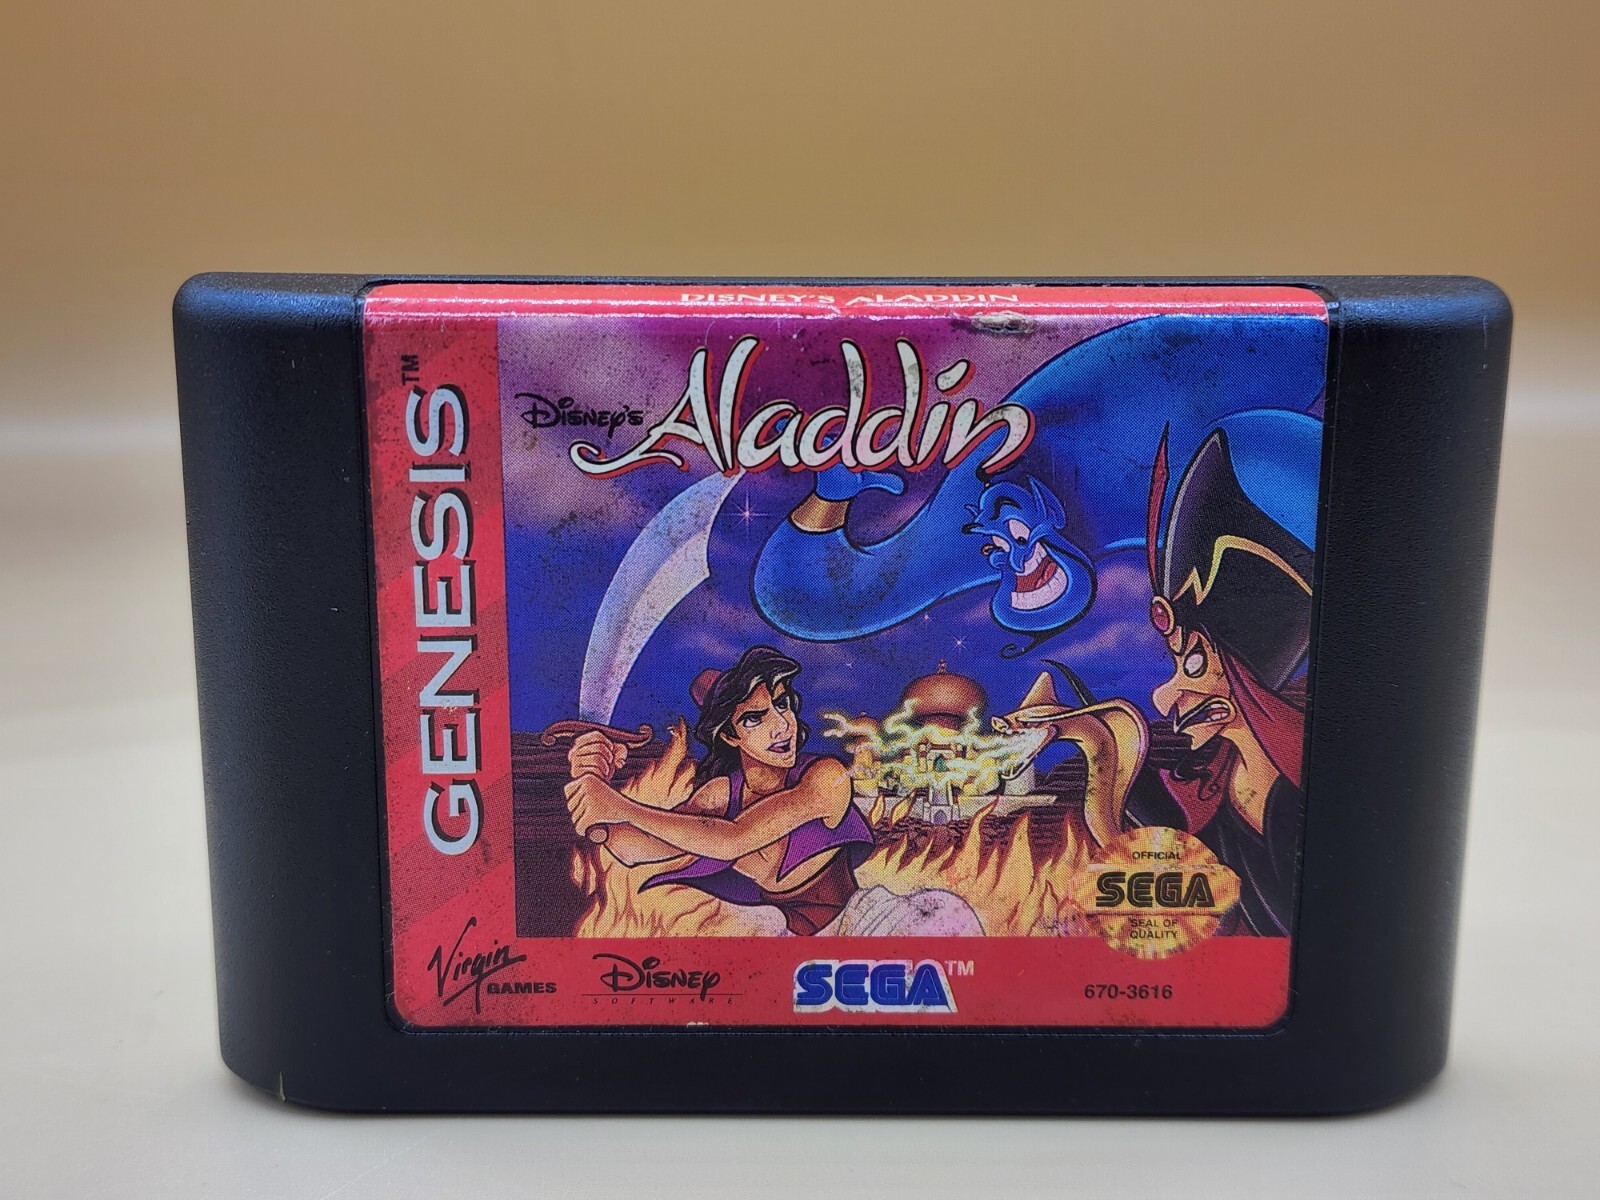 DISNEY'S ALADDIN
GENESIS™
DISNEY'S Aladdin
OFFICIAL
SEGA
SEAL OF
QUALITY
Virgin GAMES
DISNEY
SOFTWARE
SEGA™
670-3616